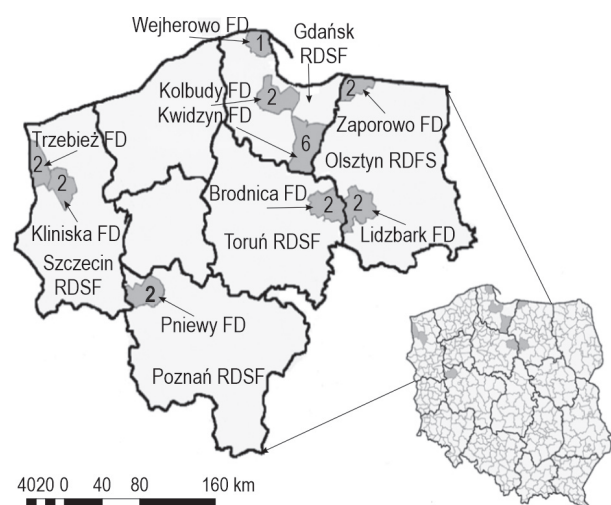 Wejherowo FD
1
Gdańsk
RDSF
Kolbudy FD
2
Kwidzyn FD
2
Zaporowo FD
Trzebież FD
6
Olsztyn RDFS
2
2
Brodnica FD
2
2
Kliniska FD
Toruń RDSF
Lidzbark FD
Szczecin
RDSF
2
Pniewy FD
Poznań RDSF
4020 0 40 80 160 km